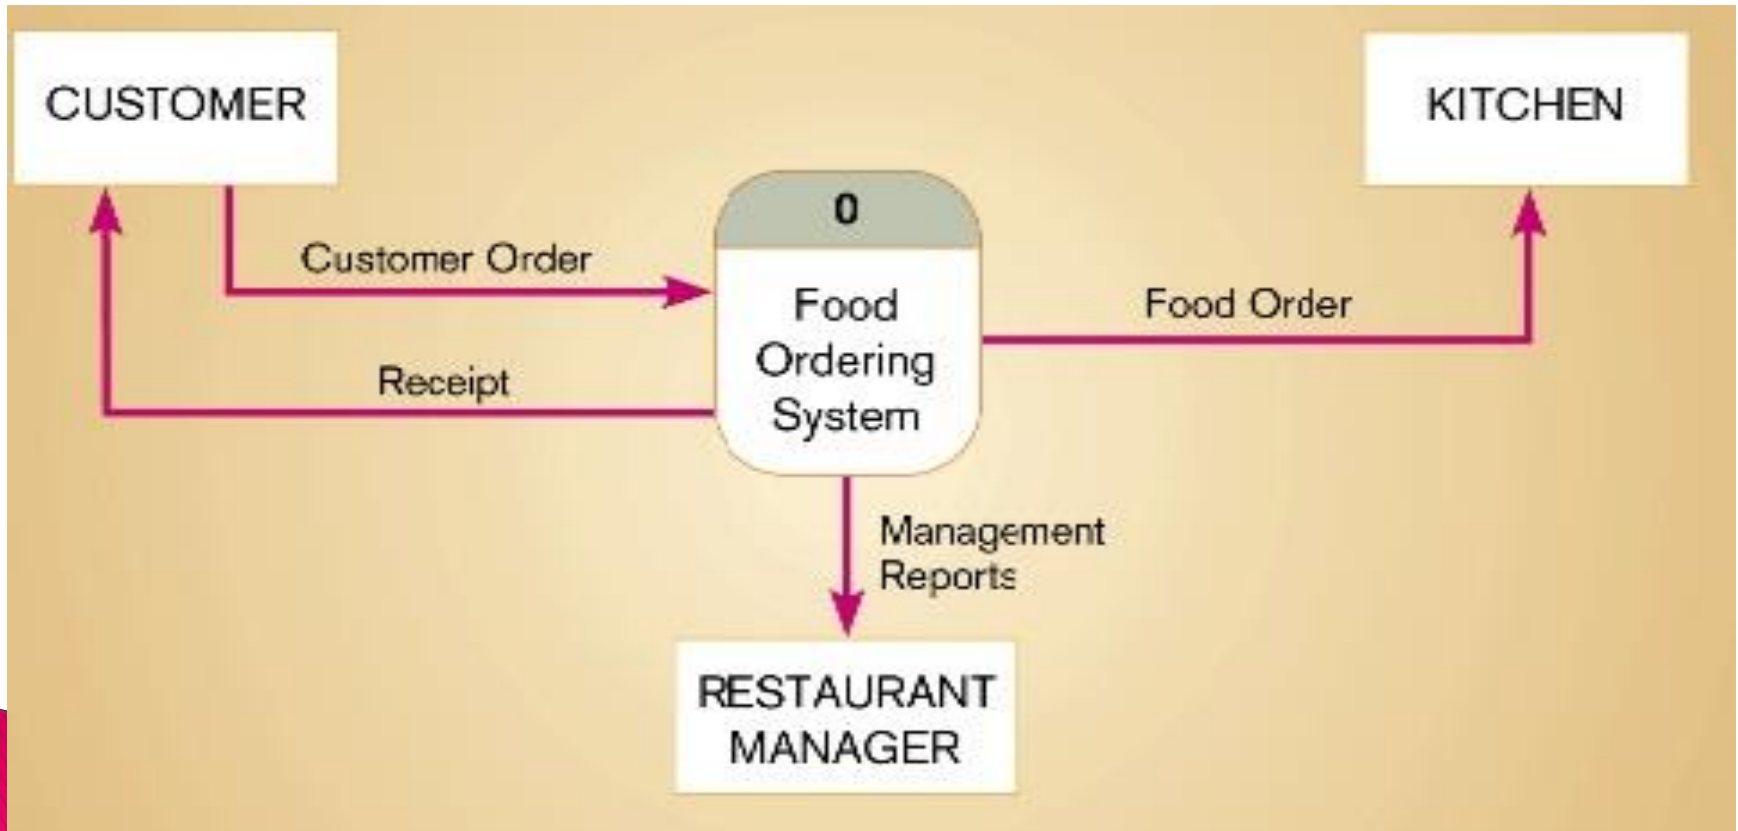 CUSTOMER
KITCHEN
0
Customer Order
Food
Ordering
System
Food Order
Receipt
Management
Reports
RESTAURANT
MANAGER